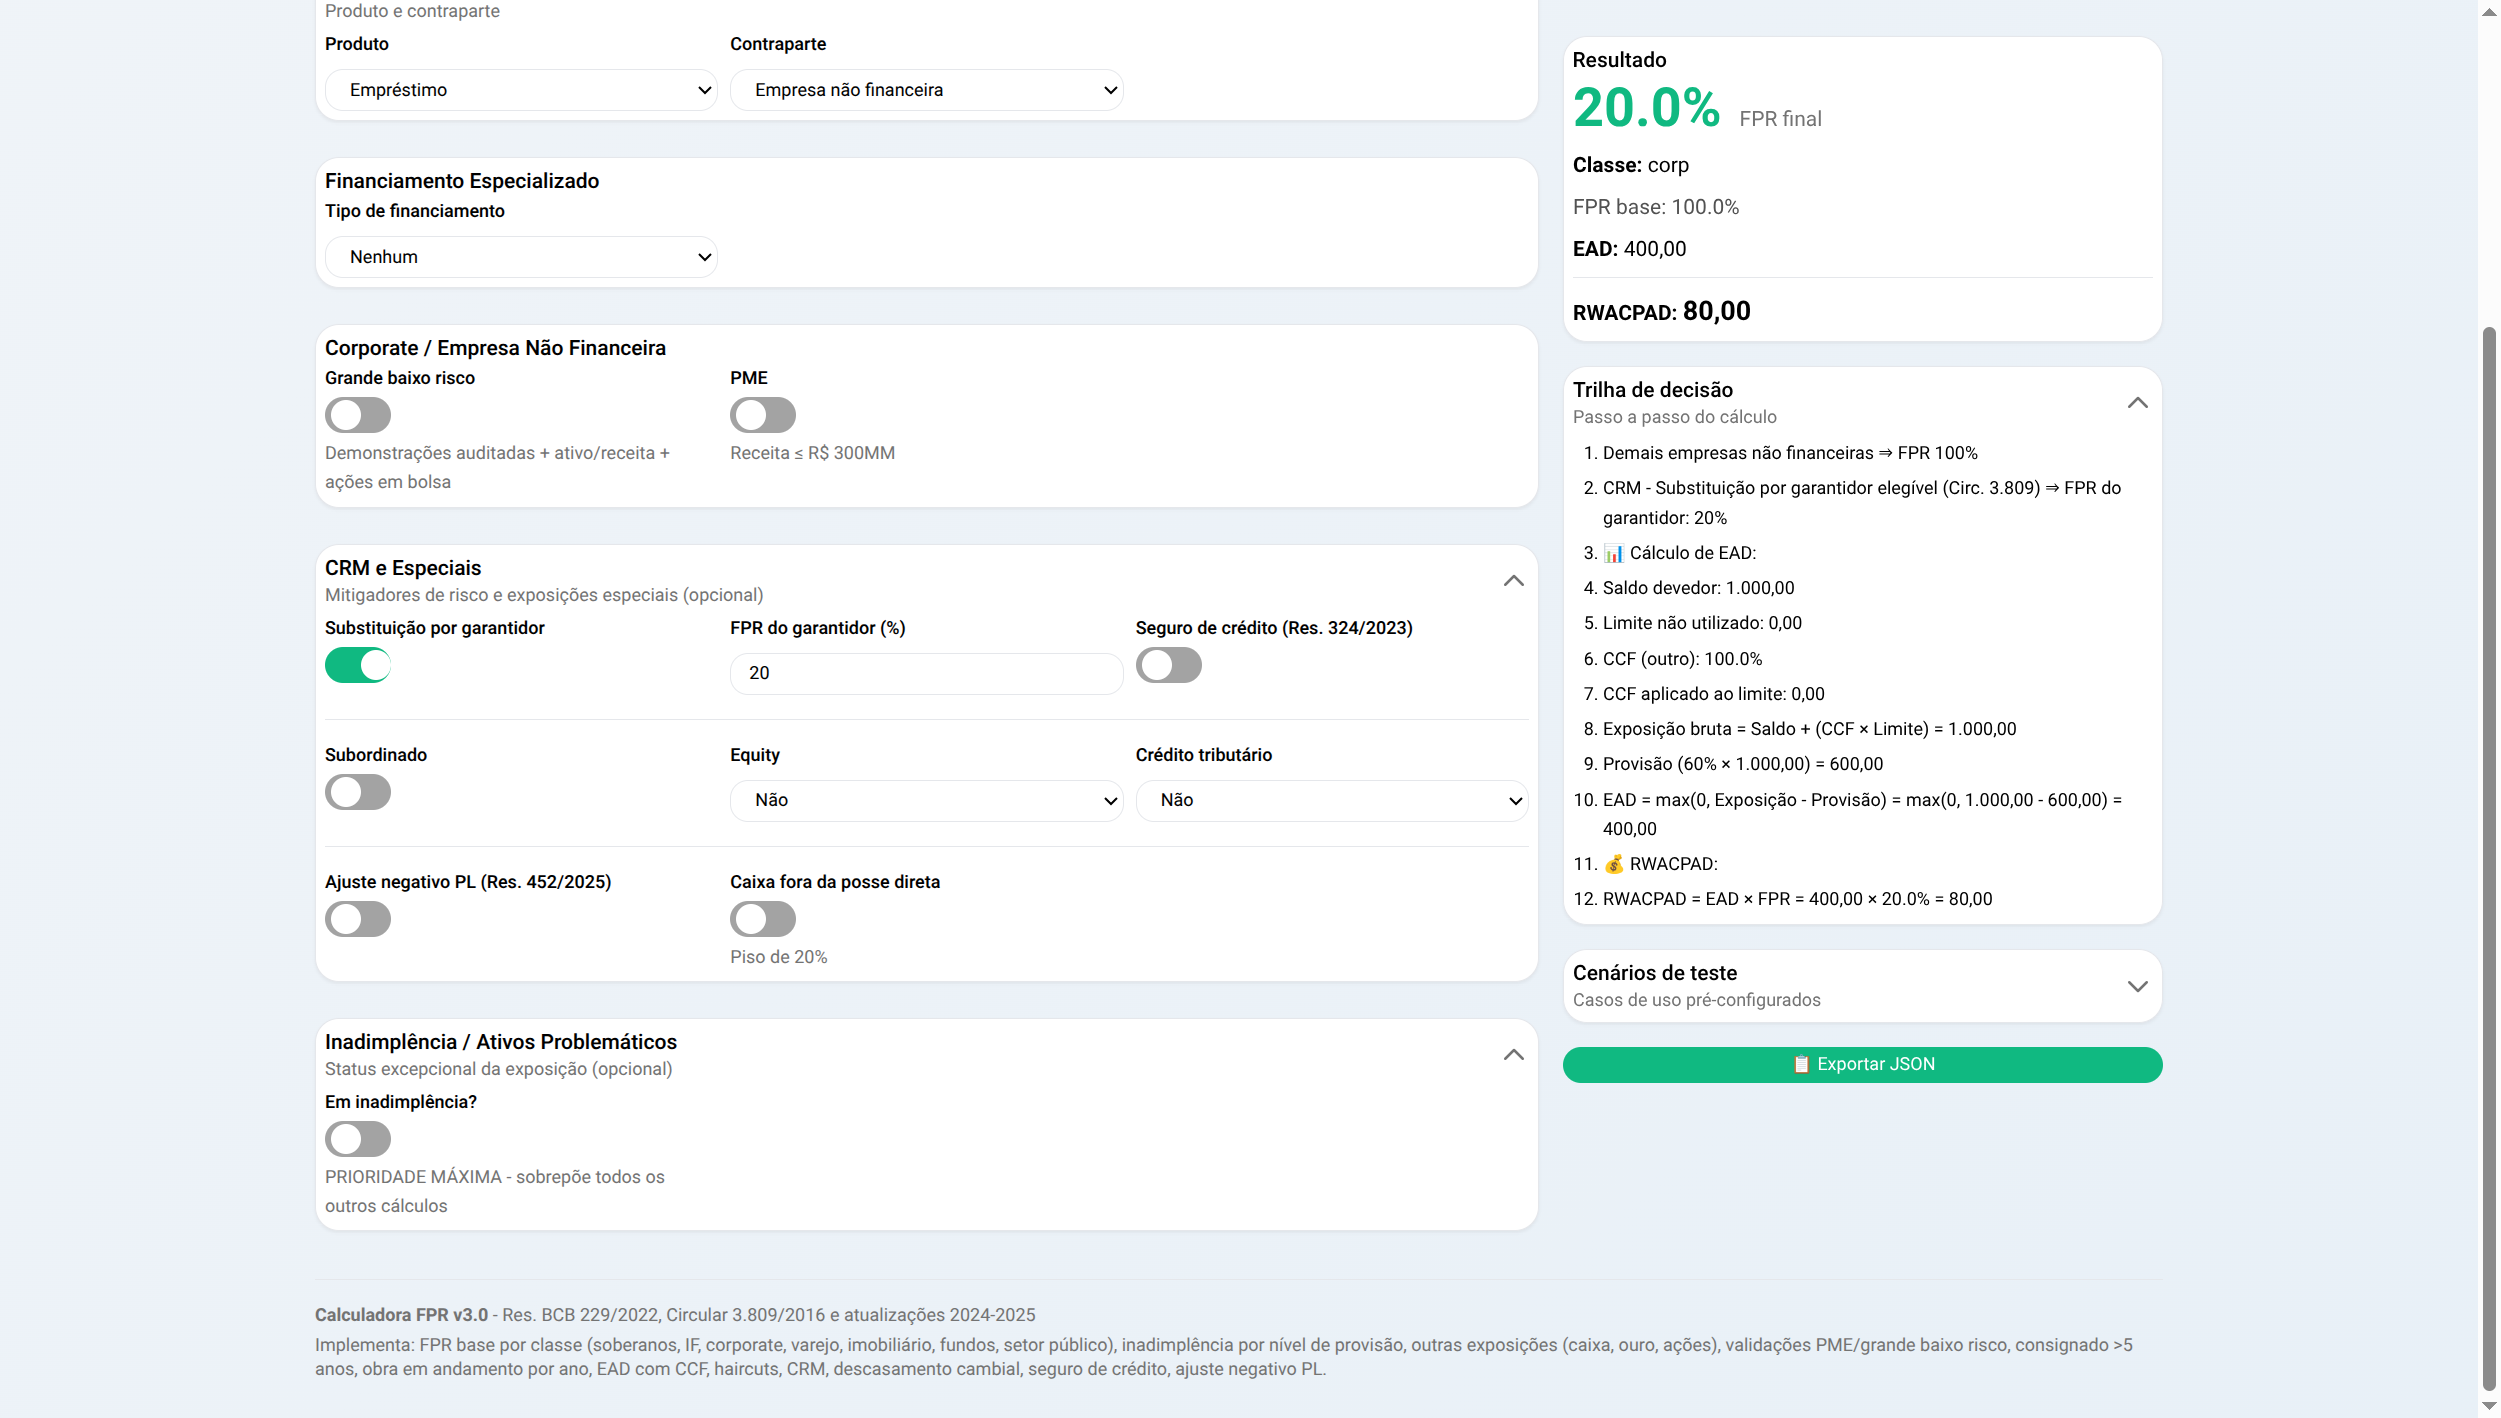 Produto e contraparte
Produto
Contraparte
Empréstimo
Empresa não financeira
Financiamento Especializado
Tipo de financiamento
Nenhum
Corporate / Empresa Não Financeira
Grande baixo risco
PME
Demonstrações auditadas + ativo/receita +
ações em bolsa
Receita ≤ R$ 300MM
CRM e Especiais
Mitigadores de risco e exposições especiais (opcional)
Substituição por garantidor
FPR do garantidor (%)
Seguro de crédito (Res. 324/2023)
20
Subordinado
Equity
Crédito tributário
Não
Não
Ajuste negativo PL (Res. 452/2025)
Caixa fora da posse direta
Piso de 20%
Inadimplência / Ativos Problemáticos
Status excepcional da exposição (opcional)
Em inadimplência?
PRIORIDADE MÁXIMA - sobrepõe todos os
outros cálculos
Resultado
20.0% FPR final
Classe: corp
FPR base: 100.0%
EAD: 400,00
RWACPAD: 80,00
Trilha de decisão
Passo a passo do cálculo
1. Demais empresas não financeiras ⇒ FPR 100%
2. CRM - Substituição por garantidor elegível (Circ. 3.809) ⇒ FPR do
garantidor: 20%
3. 📊 Cálculo de EAD:
4. Saldo devedor: 1.000,00
5. Limite não utilizado: 0,00
6. CCF (outro): 100.0%
7. CCF aplicado ao limite: 0,00
8. Exposição bruta = Saldo + (CCF × Limite) = 1.000,00
9. Provisão (60% × 1.000,00) = 600,00
10. EAD = max(0, Exposição - Provisão) = max(0, 1.000,00 - 600,00) =
400,00
11. 💰 RWACPAD:
12. RWACPAD = EAD × FPR = 400,00 × 20.0% = 80,00
Cenários de teste
Casos de uso pré-configurados
📋 Exportar JSON
Calculadora FPR v3.0 - Res. BCB 229/2022, Circular 3.809/2016 e atualizações 2024-2025
Implementa: FPR base por classe (soberanos, IF, corporate, varejo, imobiliário, fundos, setor público), inadimplência por nível de provisão, outras exposições (caixa, ouro, ações), validações PME/grande baixo risco, consignado >5
anos, obra em andamento por ano, EAD com CCF, haircuts, CRM, descasamento cambial, seguro de crédito, ajuste negativo PL.